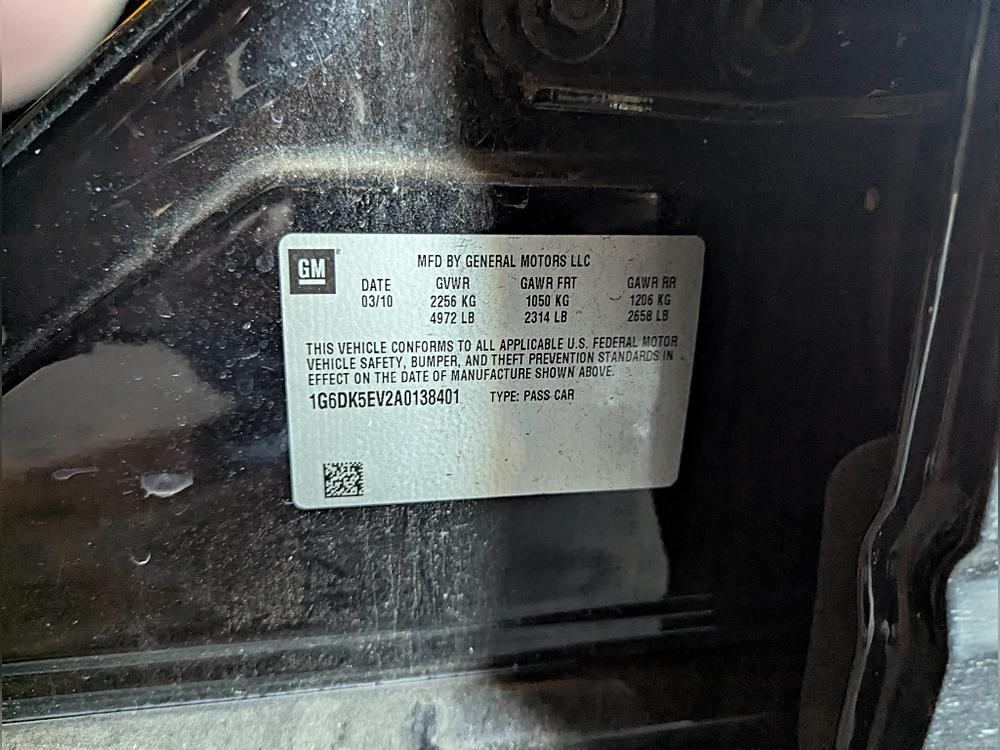 GM
MFD BY GENERAL MOTORS LLC
DATE GVWR GAWR FRT GAWR RR
03/10 2256 KG 1050 KG 1206 KG
4972 LB 2314 LB 2658 LB
THIS VEHICLE CONFORMS TO ALL APPLICABLE U.S. FEDERAL MOTOR
VEHICLE SAFETY, BUMPER, AND THEFT PREVENTION STANDARDS IN
EFFECT ON THE DATE OF MANUFACTURE SHOWN ABOVE.
1G6DK5EV2A0138401 TYPE: PASS CAR